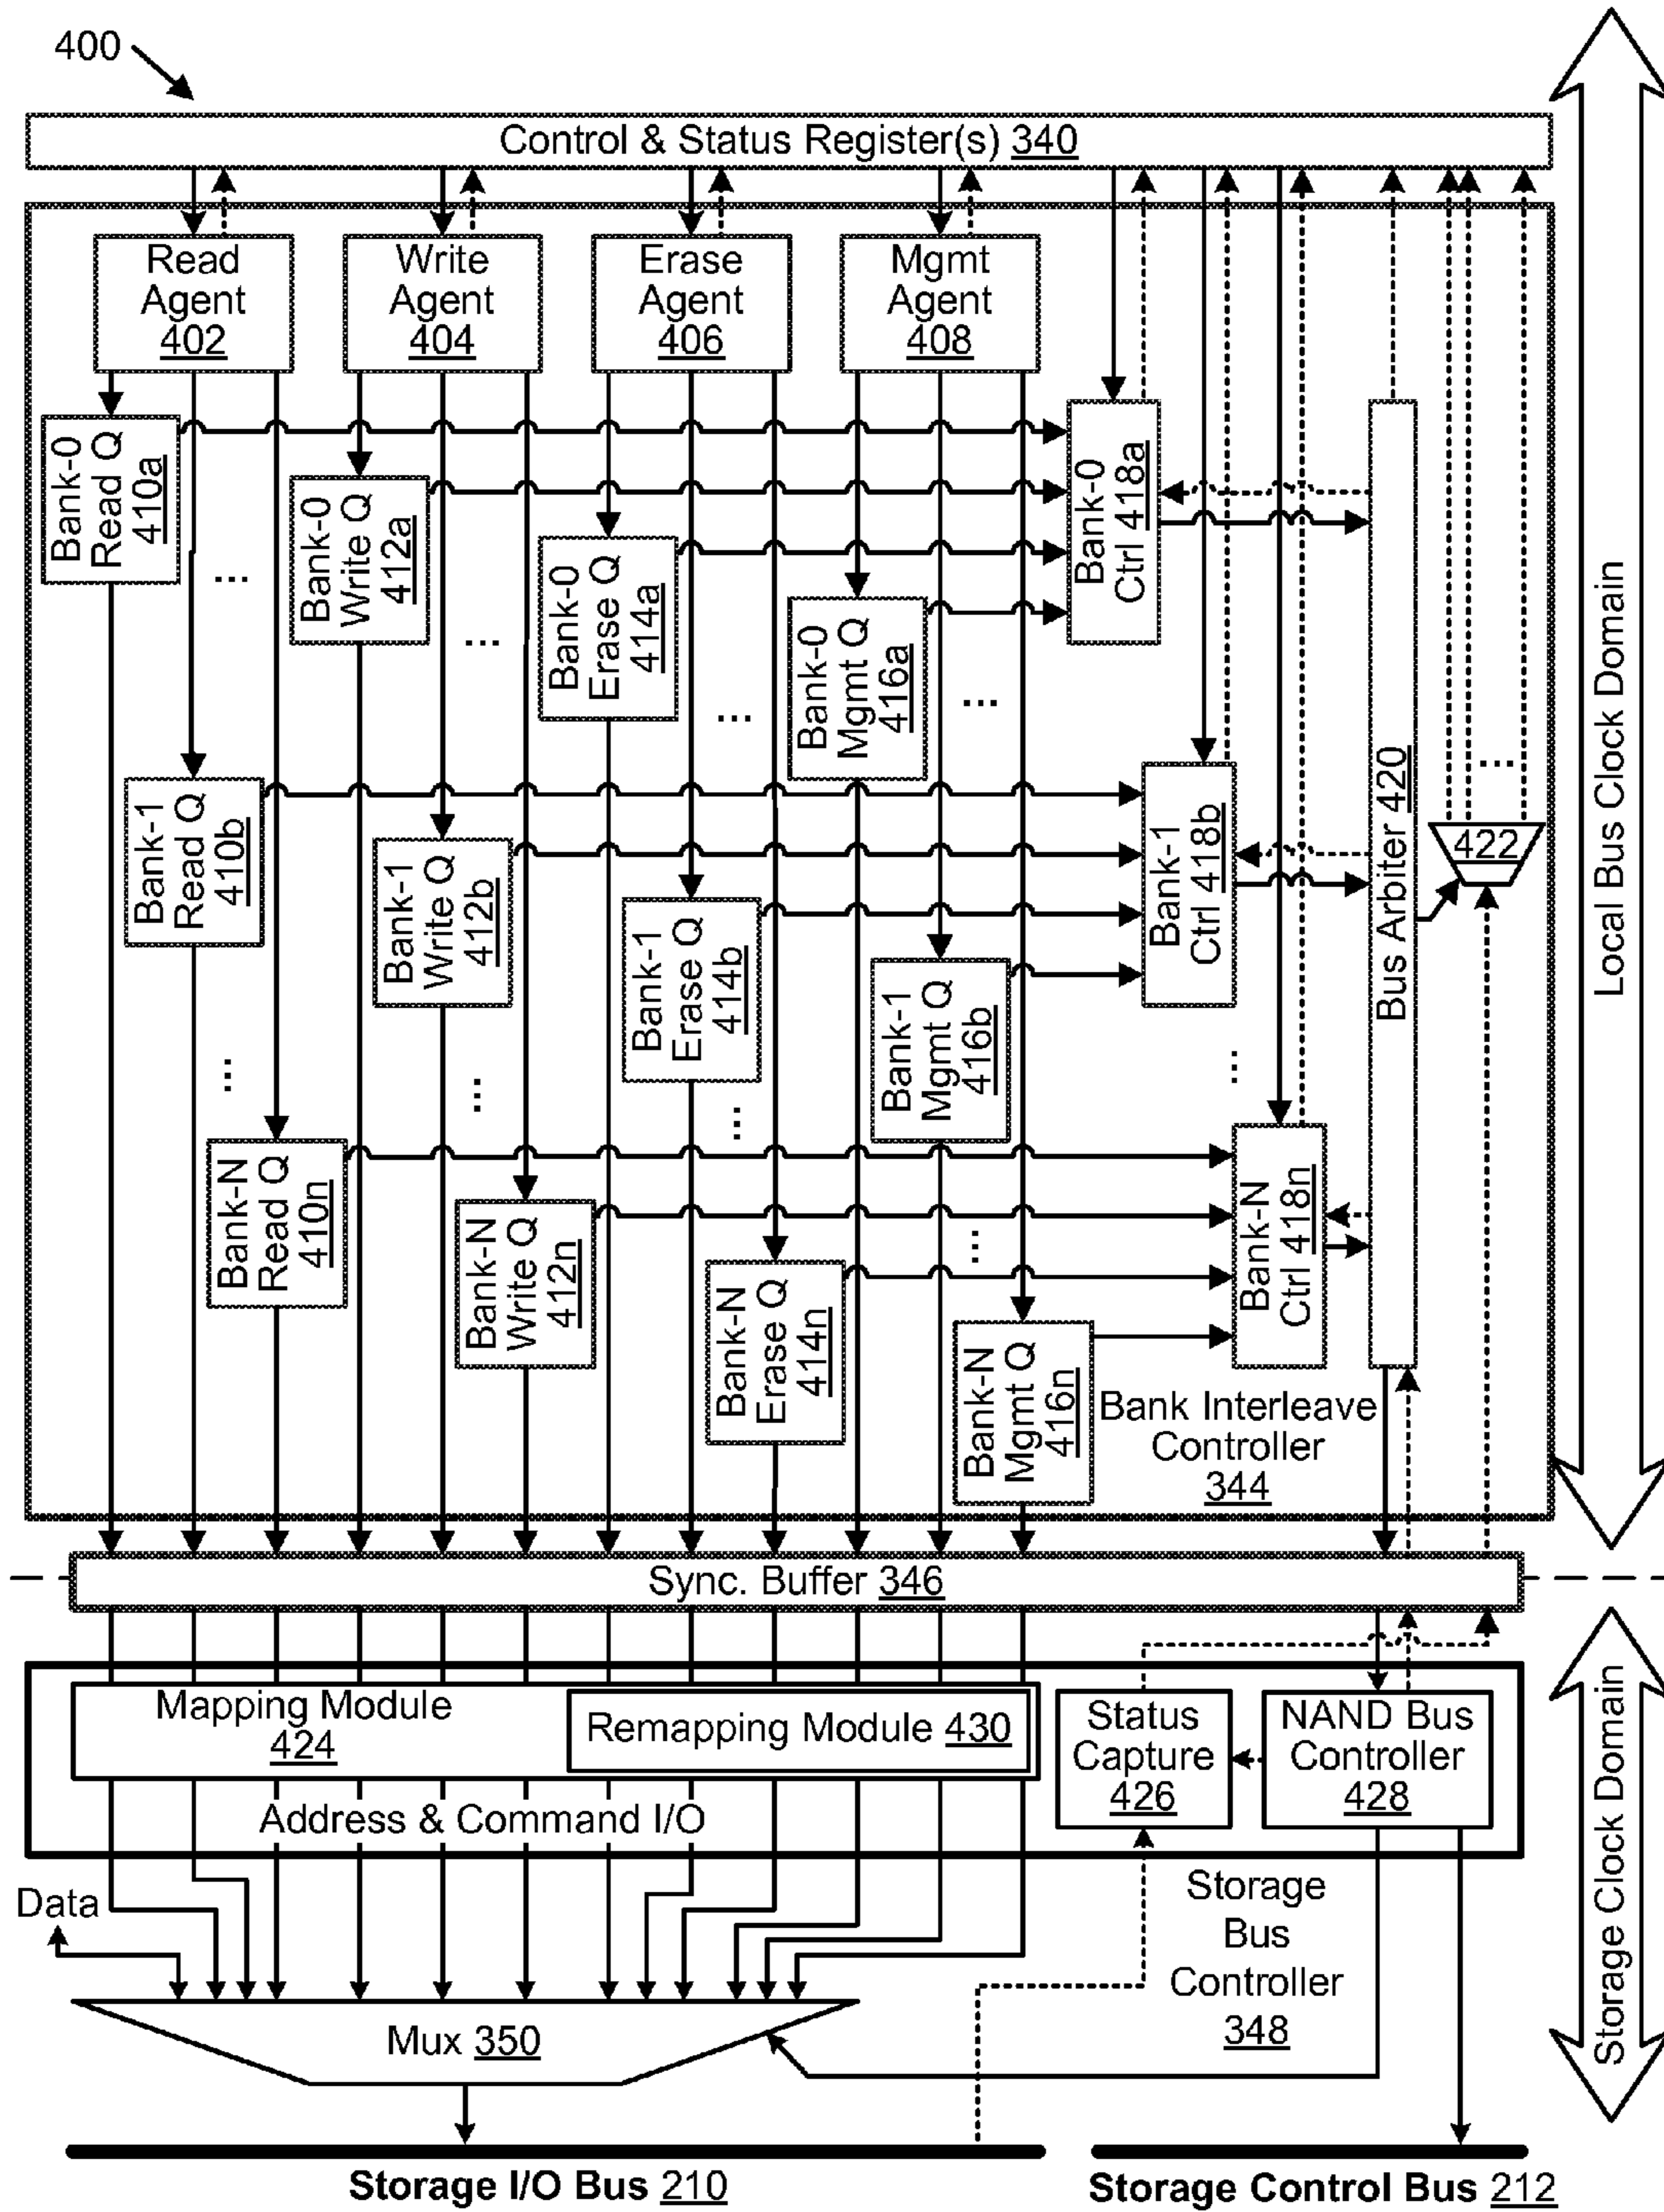 400
Control & Status Register(s) 340
Read
Agent
402
Write
Agent
404
Erase
Agent
406
Mgmt
Agent
408
Bank-0
Read Q
410a
Bank-0
Write Q
412a
Bank-0
Erase Q
414a
Bank-0
Mgmt Q
416a
Bank-0
Ctrl 418a
...
...
...
...
Bank-1
Read Q
410b
Bank-1
Write Q
412b
Bank-1
Erase Q
414b
Bank-1
Mgmt Q
416b
Bank-1
Ctrl 418b
Bus Arbiter 420
...
422
Local Bus Clock Domain
...
...
...
...
...
Bank-N
Read Q
410n
Bank-N
Write Q
412n
Bank-N
Erase Q
414n
Bank-N
Mgmt Q
416n
Bank-N
Ctrl 418n
Bank Interleave
Controller
344
Sync. Buffer 346
Mapping Module
424
Remapping Module 430
Status
Capture
426
NAND Bus
Controller
428
Address & Command I/O
Storage Clock Domain
Data
Storage
Bus
Controller
348
Mux 350
Storage I/O Bus 210
Storage Control Bus 212